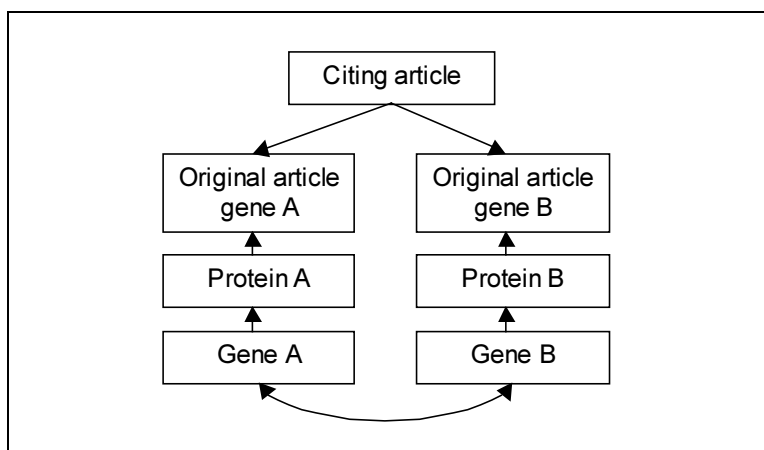 Citing article
Original article
gene A
Original article
gene B
Protein A
Protein B
Gene A
Gene B